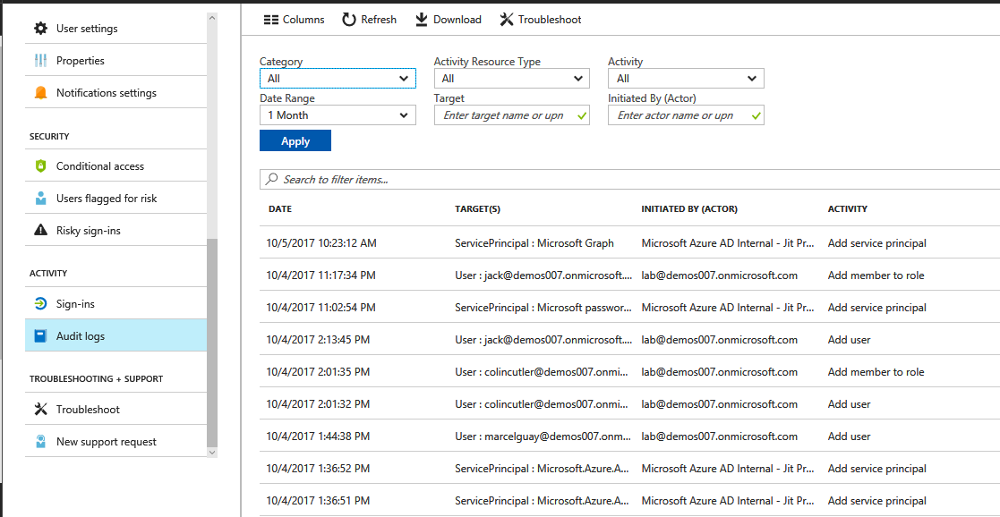 User settings
Properties
Notifications settings
SECURITY
Conditional access
Users flagged for risk
Risky sign-ins
ACTIVITY
Sign-ins
Audit logs
TROUBLESHOOTING + SUPPORT
Troubleshoot
New support request
Columns Refresh Download Troubleshoot
Category Activity Resource Type Activity
All All All
Date Range Target Initiated By (Actor)
1 Month Enter target name or upn Enter actor name or upn
Apply
Search to filter items...
DATE TARGET(S) INITIATED BY (ACTOR) ACTIVITY
10/5/2017 10:23:12 AM ServicePrincipal : Microsoft Graph Microsoft Azure AD Internal - Jit Pr... Add service principal
10/4/2017 11:17:34 PM User : jack@demos007.onmicrosoft.... lab@demos007.onmicrosoft.com Add member to role
10/4/2017 11:02:54 PM ServicePrincipal : Microsoft passwor... Microsoft Azure AD Internal - Jit Pr... Add service principal
10/4/2017 2:13:45 PM User : jack@demos007.onmicrosoft.... lab@demos007.onmicrosoft.com Add user
10/4/2017 2:01:35 PM User : colincutler@demos007.onmi... lab@demos007.onmicrosoft.com Add member to role
10/4/2017 2:01:32 PM User : colincutler@demos007.onmi... lab@demos007.onmicrosoft.com Add user
10/4/2017 1:44:38 PM User : marcelguay@demos007.onm... lab@demos007.onmicrosoft.com Add user
10/4/2017 1:36:52 PM ServicePrincipal : Microsoft.Azure.A... Microsoft Azure AD Internal - Jit Pr... Add service principal
10/4/2017 1:36:51 PM ServicePrincipal : Microsoft.Azure.A... Microsoft Azure AD Internal - Jit Pr... Add service principal